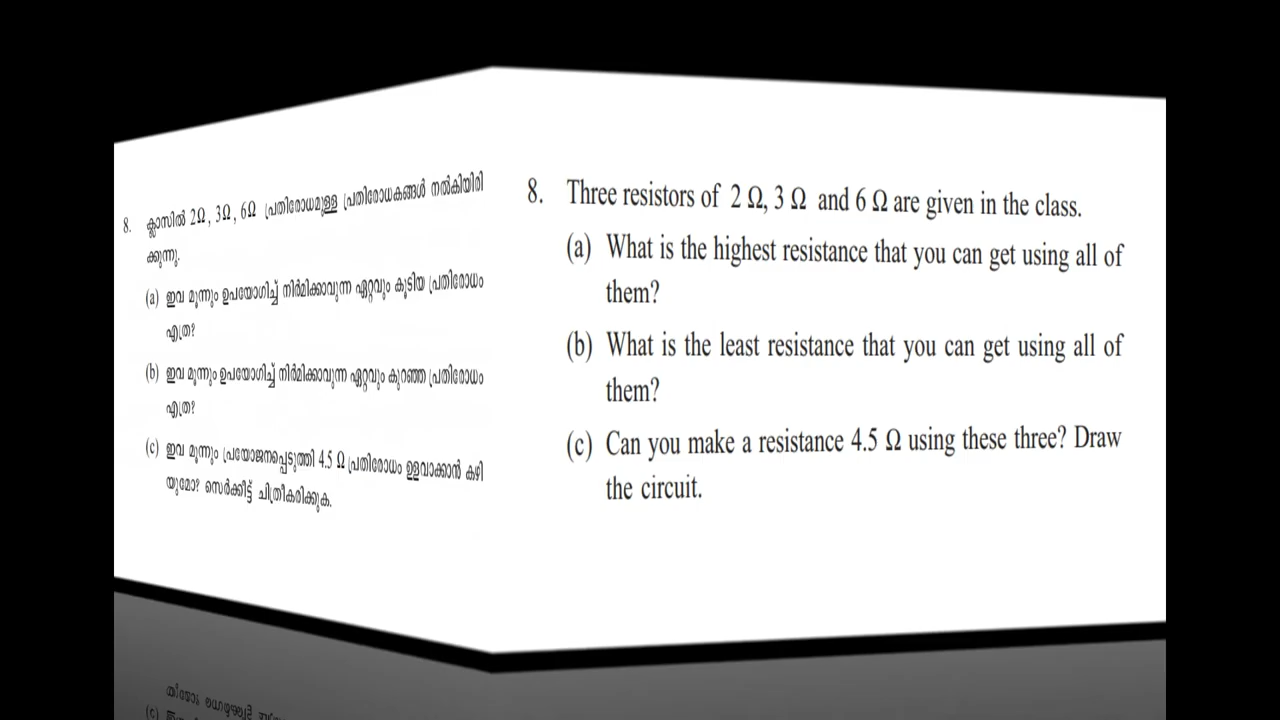 8. ക്ലാസിൽ 2Ω, 3Ω, 6Ω പ്രതിരോധമുള്ള പ്രതിരോധകങ്ങൾ നൽകിയിരി
ക്കുന്നു.
(a) ഇവ മൂന്നും ഉപയോഗിച്ച് നിർമിക്കാവുന്ന ഏറ്റവും കൂടിയ പ്രതിരോധം
എത്ര?
(b) ഇവ മൂന്നും ഉപയോഗിച്ച് നിർമിക്കാവുന്ന ഏറ്റവും കുറഞ്ഞ പ്രതിരോധം
എത്ര?
(c) ഇവ മൂന്നും പ്രയോജനപ്പെടുത്തി 4.5 Ω പ്രതിരോധം ഉളവാക്കാൻ കഴി
യുമോ? സെർക്കീട്ട് ചിത്രീകരിക്കുക.
8. Three resistors of 2 Ω, 3 Ω and 6 Ω are given in the class.
(a) What is the highest resistance that you can get using all of
them?
(b) What is the least resistance that you can get using all of
them?
(c) Can you make a resistance 4.5 Ω using these three? Draw
the circuit.